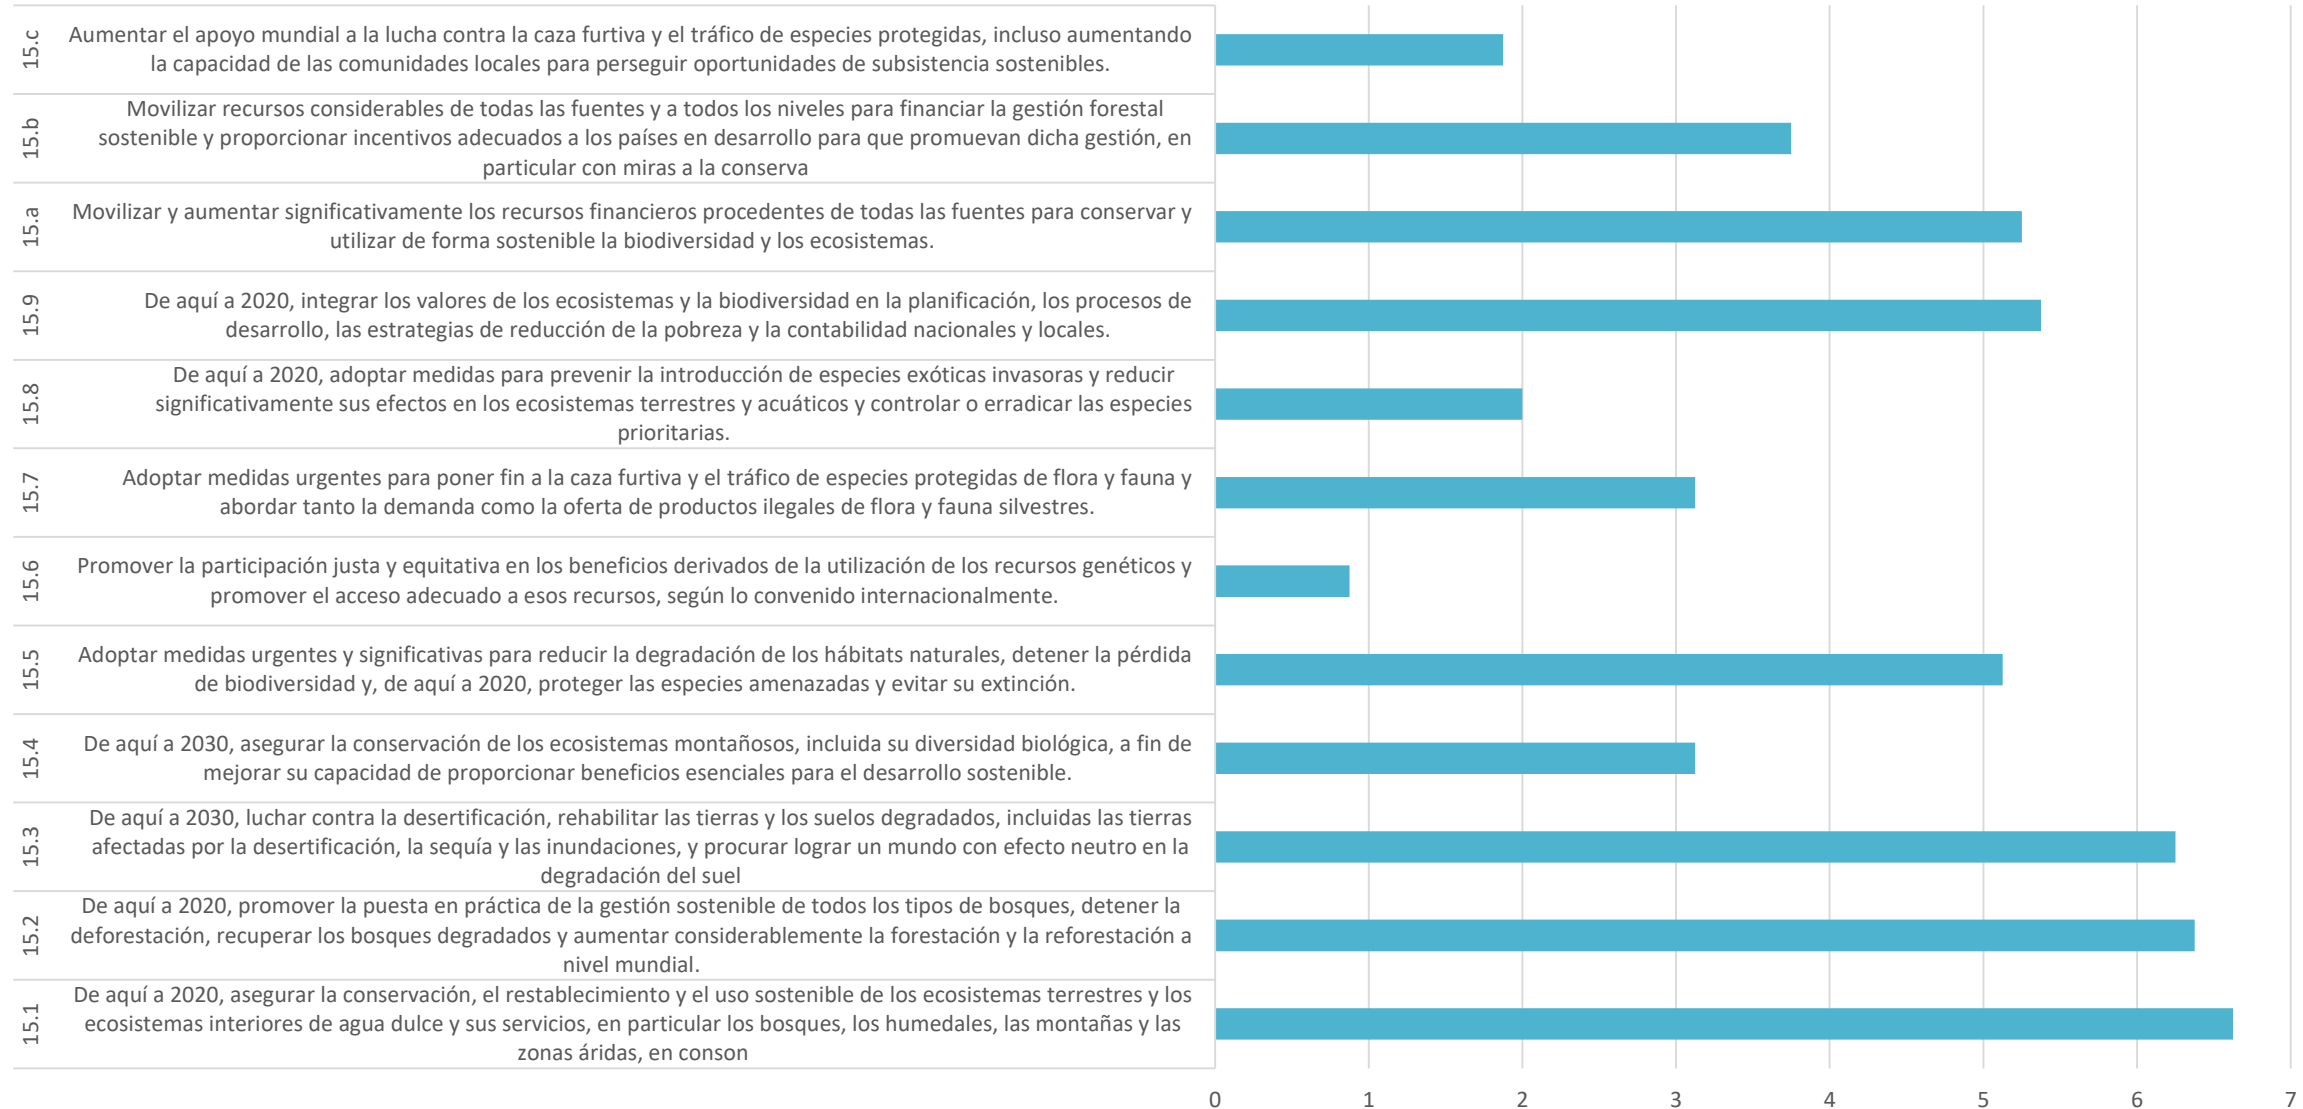 15.c
Aumentar el apoyo mundial a la lucha contra la caza furtiva y el tráfico de especies protegidas, incluso aumentando
la capacidad de las comunidades locales para perseguir oportunidades de subsistencia sostenibles.
15.b
Movilizar recursos considerables de todas las fuentes y a todos los niveles para financiar la gestión forestal
sostenible y proporcionar incentivos adecuados a los países en desarrollo para que promuevan dicha gestión, en
particular con miras a la conserva
15.a
Movilizar y aumentar significativamente los recursos financieros procedentes de todas las fuentes para conservar y
utilizar de forma sostenible la biodiversidad y los ecosistemas.
15.9
De aquí a 2020, integrar los valores de los ecosistemas y la biodiversidad en la planificación, los procesos de
desarrollo, las estrategias de reducción de la pobreza y la contabilidad nacionales y locales.
15.8
De aquí a 2020, adoptar medidas para prevenir la introducción de especies exóticas invasoras y reducir
significativamente sus efectos en los ecosistemas terrestres y acuáticos y controlar o erradicar las especies
prioritarias.
15.7
Adoptar medidas urgentes para poner fin a la caza furtiva y el tráfico de especies protegidas de flora y fauna y
abordar tanto la demanda como la oferta de productos ilegales de flora y fauna silvestres.
15.6
Promover la participación justa y equitativa en los beneficios derivados de la utilización de los recursos genéticos y
promover el acceso adecuado a esos recursos, según lo convenido internacionalmente.
15.5
Adoptar medidas urgentes y significativas para reducir la degradación de los hábitats naturales, detener la pérdida
de biodiversidad y, de aquí a 2020, proteger las especies amenazadas y evitar su extinción.
15.4
De aquí a 2030, asegurar la conservación de los ecosistemas montañosos, incluida su diversidad biológica, a fin de
mejorar su capacidad de proporcionar beneficios esenciales para el desarrollo sostenible.
15.3
De aquí a 2030, luchar contra la desertificación, rehabilitar las tierras y los suelos degradados, incluidas las tierras
afectadas por la desertificación, la sequía y las inundaciones, y procurar lograr un mundo con efecto neutro en la
degradación del suel
15.2
De aquí a 2020, promover la puesta en práctica de la gestión sostenible de todos los tipos de bosques, detener la
deforestación, recuperar los bosques degradados y aumentar considerablemente la forestación y la reforestación a
nivel mundial.
15.1
De aquí a 2020, asegurar la conservación, el restablecimiento y el uso sostenible de los ecosistemas terrestres y los
ecosistemas interiores de agua dulce y sus servicios, en particular los bosques, los humedales, las montañas y las
zonas áridas, en conson
0 1 2 3 4 5 6 7